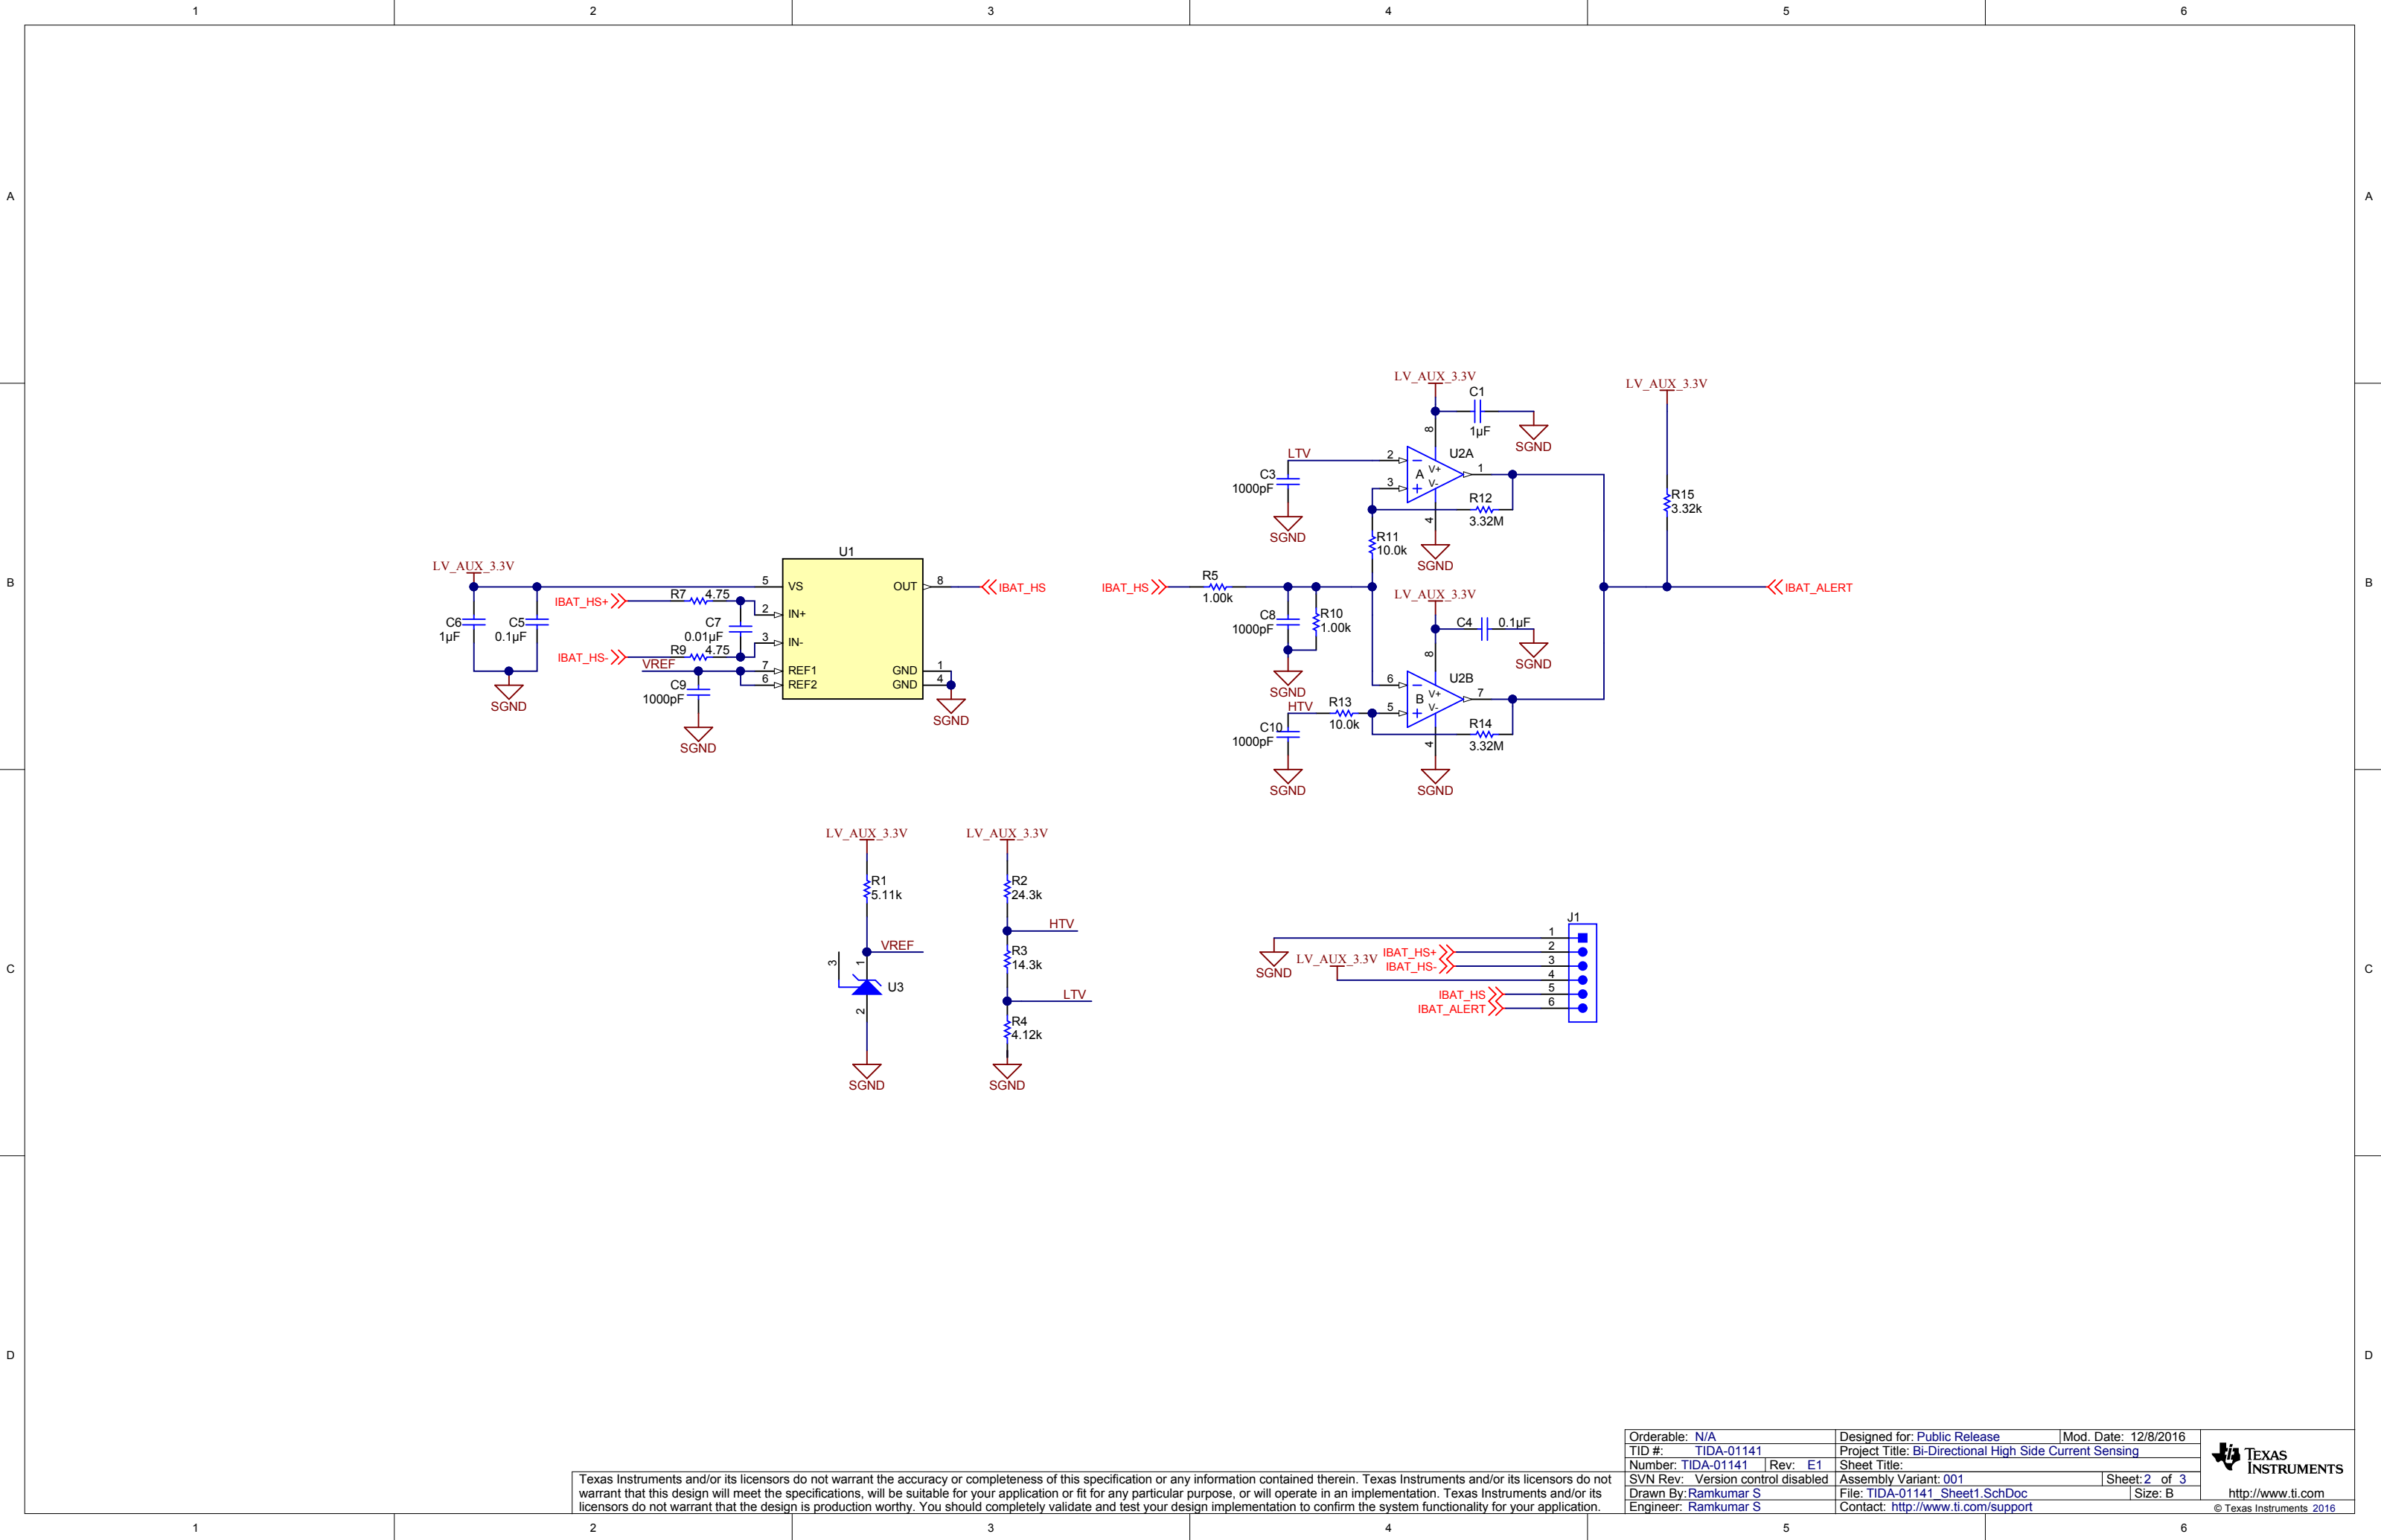 1 2 3 4 5 6
A A
LV_AUX_3.3V
C1
1µF
8
SGND
LV_AUX_3.3V
LTV
C3
1000pF
SGND
2
3
A
V+
V-
U2A
1
R12
3.32M
4
SGND
R11
10.0k
R15
3.32k
B B
LV_AUX_3.3V
C6
1µF
C5
0.1µF
SGND
IBAT_HS+
R7 4.75
C7
0.01µF
IBAT_HS-
R9 4.75
VREF
C9
1000pF
SGND
U1
5 VS
2 IN+
3 IN-
7 REF1
6 REF2
OUT 8
GND 1
GND 4
SGND
IBAT_HS
IBAT_HS
R5
1.00k
C8
1000pF
R10
1.00k
SGND
LV_AUX_3.3V
C4 0.1µF
8
SGND
IBAT_ALERT
HTV
R13
10.0k
C10
1000pF
SGND
6
5
B
V+
V-
U2B
7
R14
3.32M
4
SGND
LV_AUX_3.3V
R1
5.11k
VREF
3
1
U3
2
SGND
LV_AUX_3.3V
R2
24.3k
HTV
R3
14.3k
LTV
R4
4.12k
SGND
C C
J1
1
2
3
4
5
6
SGND
LV_AUX_3.3V
IBAT_HS+
IBAT_HS-
IBAT_HS
IBAT_ALERT
D D
Texas Instruments and/or its licensors do not warrant the accuracy or completeness of this specification or any information contained therein. Texas Instruments and/or its licensors do not
warrant that this design will meet the specifications, will be suitable for your application or fit for any particular purpose, or will operate in an implementation. Texas Instruments and/or its
licensors do not warrant that the design is production worthy. You should completely validate and test your design implementation to confirm the system functionality for your application.
Orderable: N/A Designed for: Public Release Mod. Date: 12/8/2016
TID #: TIDA-01141 Project Title: Bi-Directional High Side Current Sensing
Number: TIDA-01141 Rev: E1 Sheet Title:
SVN Rev: Version control disabled Assembly Variant: 001 Sheet: 2 of 3
Drawn By: Ramkumar S File: TIDA-01141_Sheet1.SchDoc Size: B
Engineer: Ramkumar S Contact: http://www.ti.com/support
TEXAS
INSTRUMENTS
http://www.ti.com
© Texas Instruments 2016
1 2 3 4 5 6